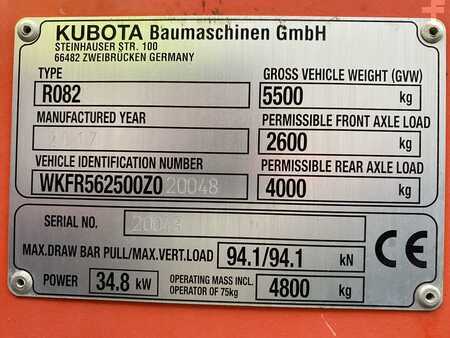 KUBOTA Baumaschinen GmbH
STEINHAUSER STR. 100
66482 ZWEIBRÜCKEN GERMANY
TYPE
R082
MANUFACTURED YEAR
2017
VEHICLE IDENTIFICATION NUMBER
WKFR562500Z020048
GROSS VEHICLE WEIGHT (GVW)
5500 kg
PERMISSIBLE FRONT AXLE LOAD
2600 kg
PERMISSIBLE REAR AXLE LOAD
4000 kg
SERIAL NO. 20048
MAX.DRAW BAR PULL/MAX.VERT.LOAD 94.1/94.1 kN
POWER 34.8 kW
OPERATING MASS INCL.
OPERATOR OF 75kg
4800 kg
CE